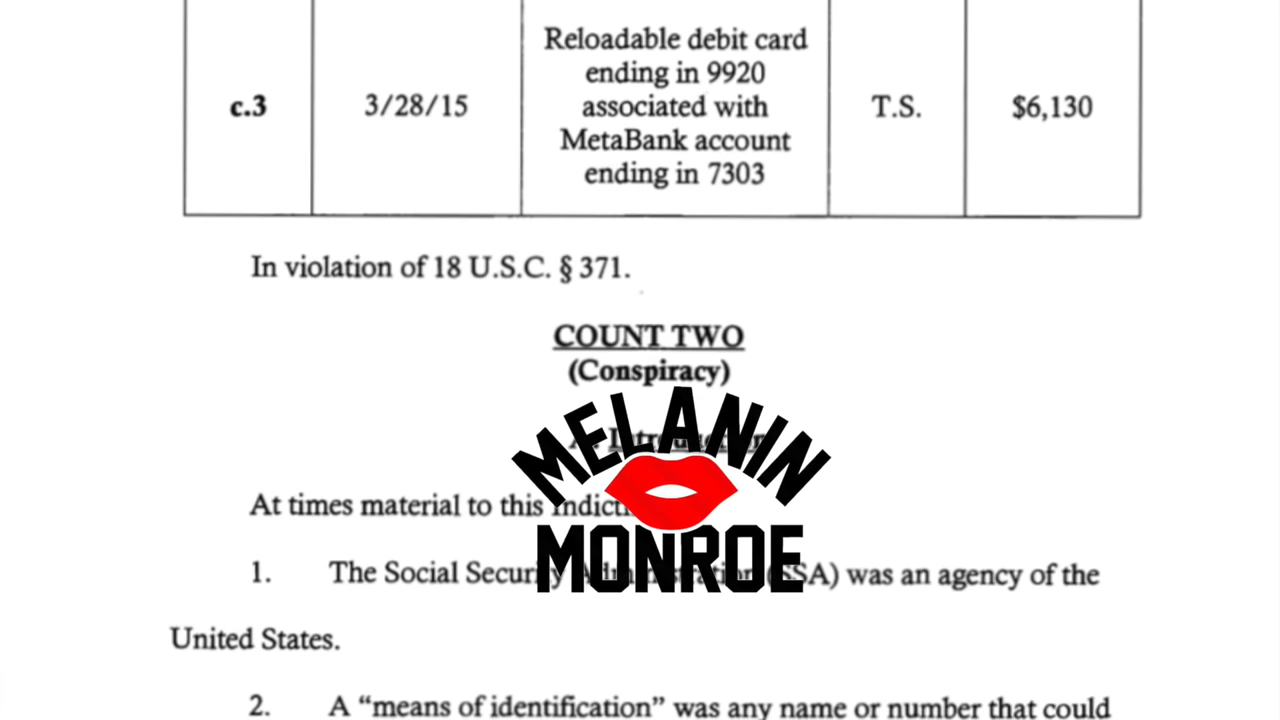 Reloadable debit card
ending in 9920
c.3 3/28/15 associated with T.S. $6,130
MetaBank account
ending in 7303
In violation of 18 U.S.C. § 371.
COUNT TWO
(Conspiracy)
MELANIN
At times material to this
MONROE
1. The Social was an agency of the
United States.
2. A “means of identification” was any name or number that could